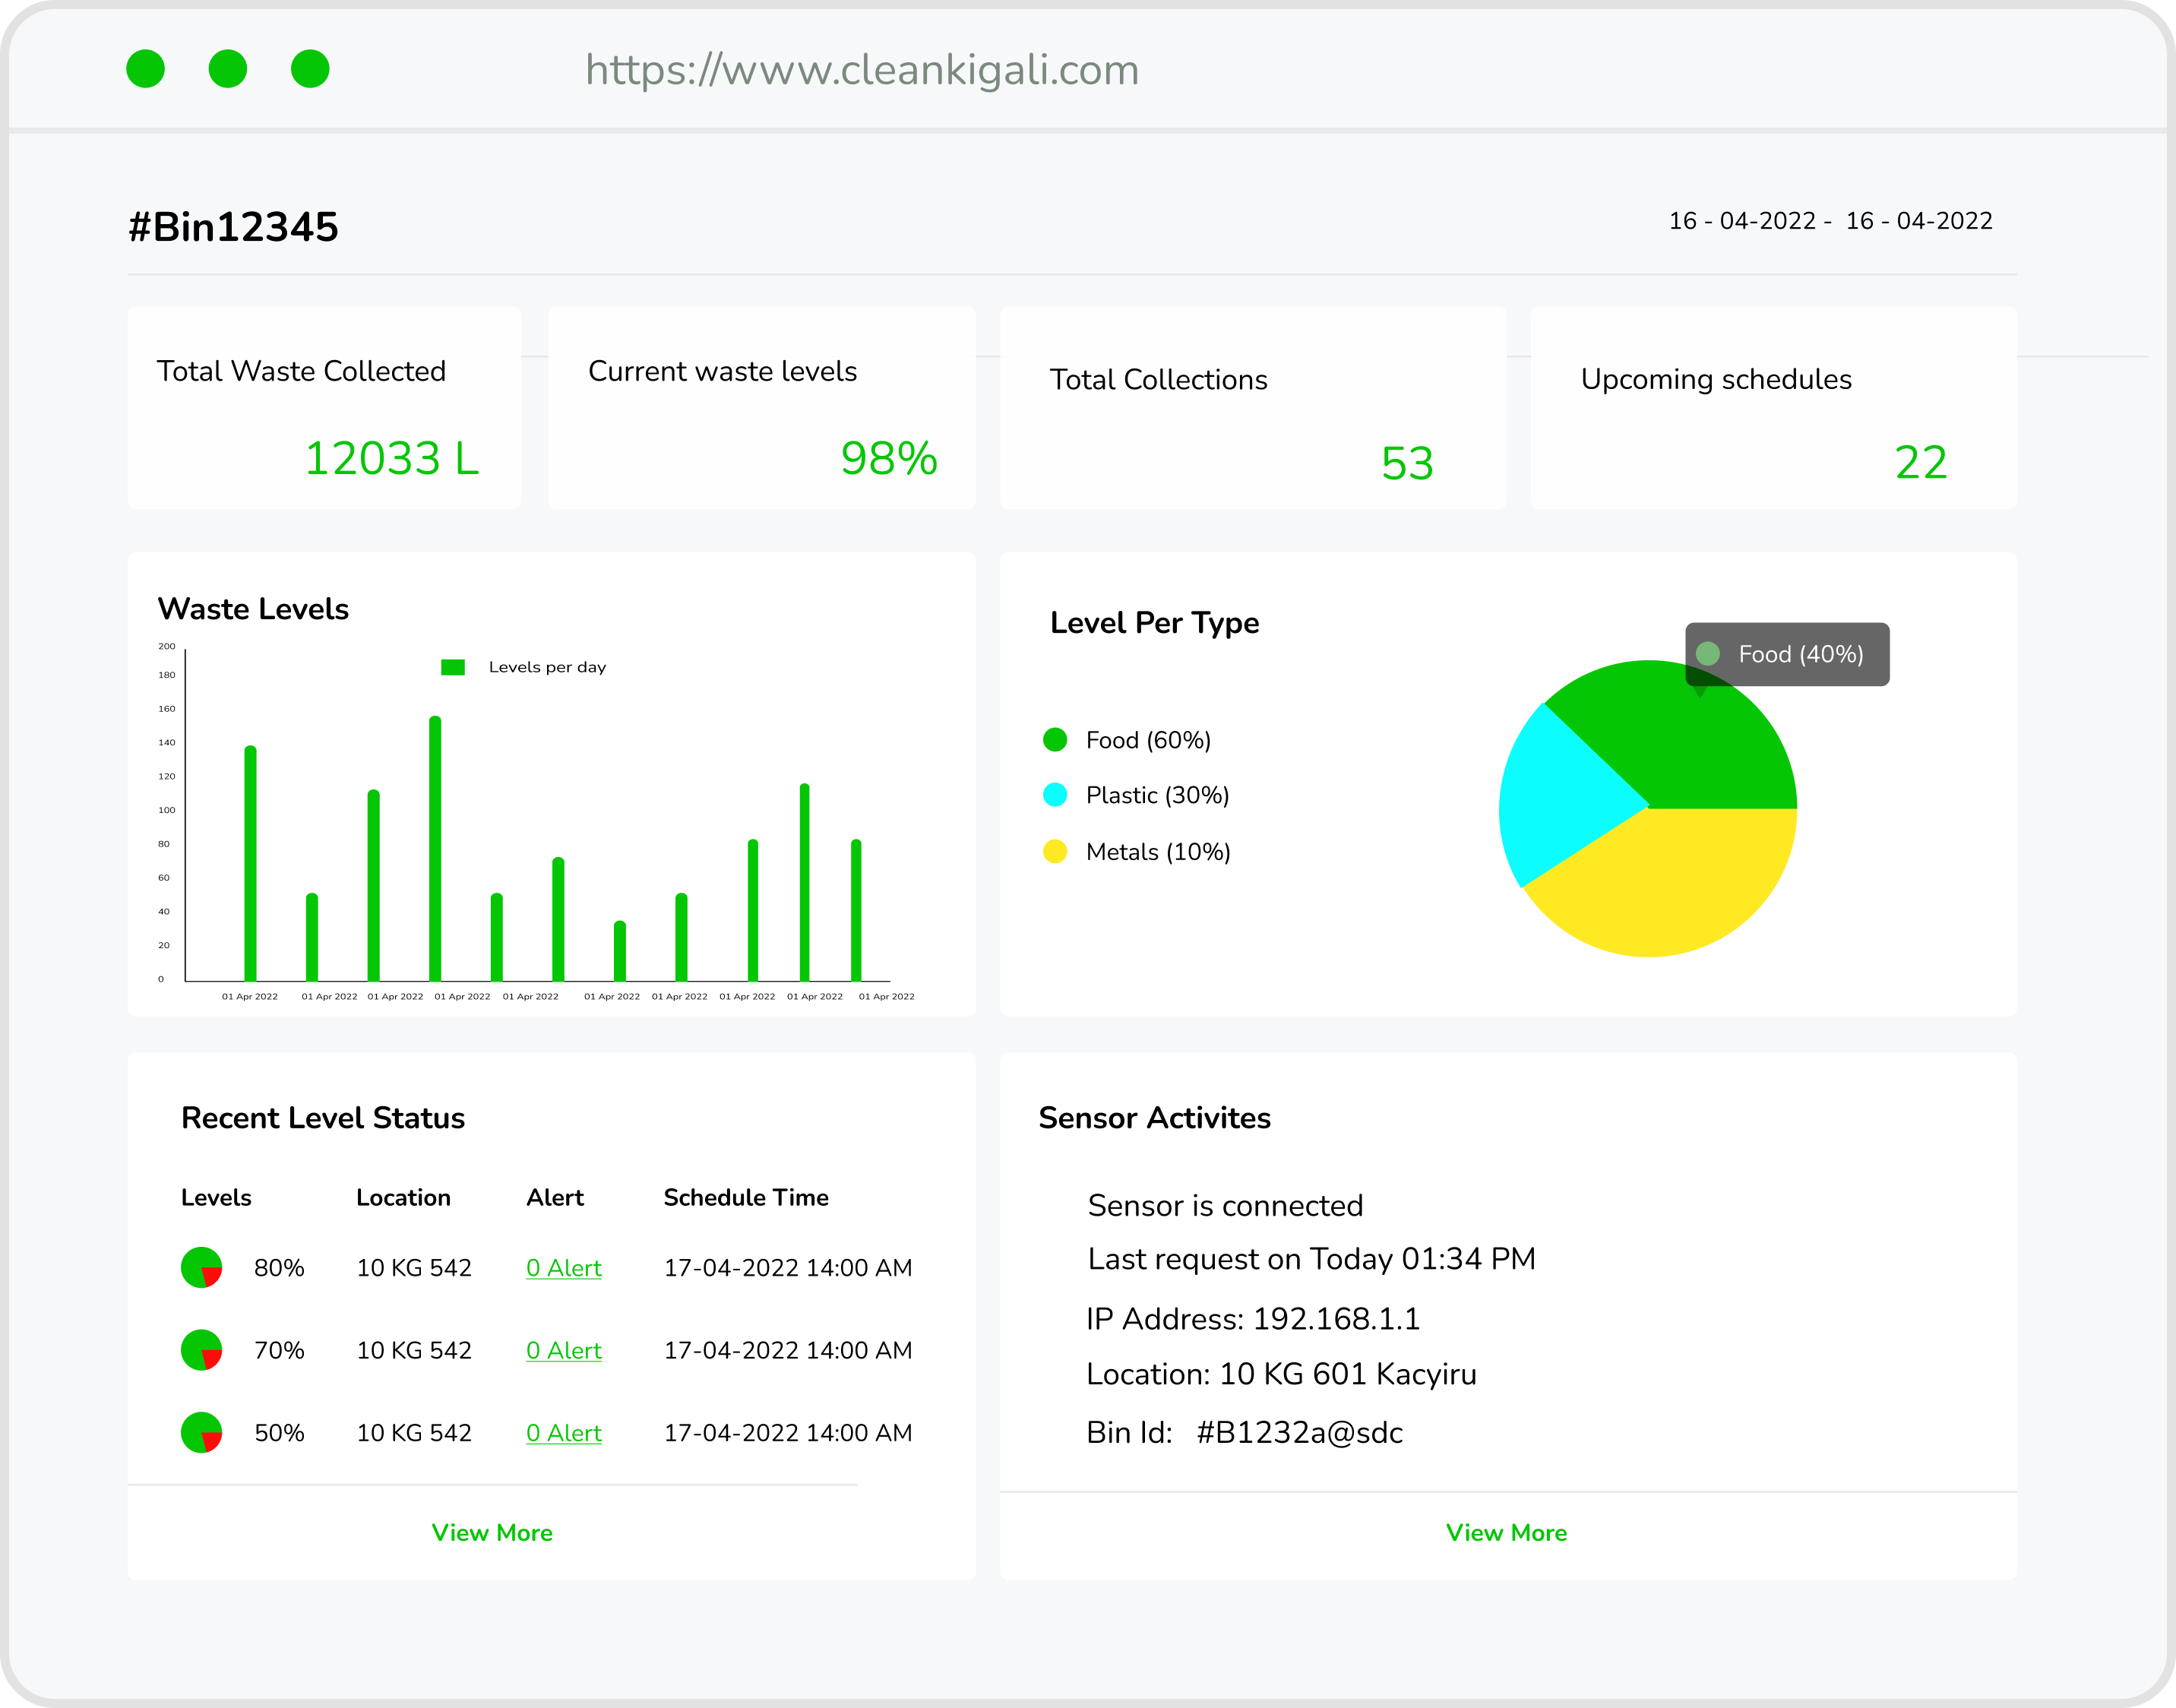 https://www.cleankigali.com
#Bin12345
16 - 04-2022 - 16 - 04-2022
Total Waste Collected
12033 L
Current waste levels
98%
Total Collections
53
Upcoming schedules
22
Waste Levels
Levels per day
200
180
160
140
120
100
80
60
40
20
0
01 Apr 2022 01 Apr 2022 01 Apr 2022 01 Apr 2022 01 Apr 2022 01 Apr 2022 01 Apr 2022 01 Apr 2022 01 Apr 2022 01 Apr 2022
Level Per Type
Food (40%)
Food (60%)
Plastic (30%)
Metals (10%)
Recent Level Status
Levels Location Alert Schedule Time
80% 10 KG 542 0 Alert 17-04-2022 14:00 AM
70% 10 KG 542 0 Alert 17-04-2022 14:00 AM
50% 10 KG 542 0 Alert 17-04-2022 14:00 AM
View More
Sensor Activites
Sensor is connected
Last request on Today 01:34 PM
IP Address: 192.168.1.1
Location: 10 KG 601 Kacyiru
Bin Id: #B1232a@sdc
View More